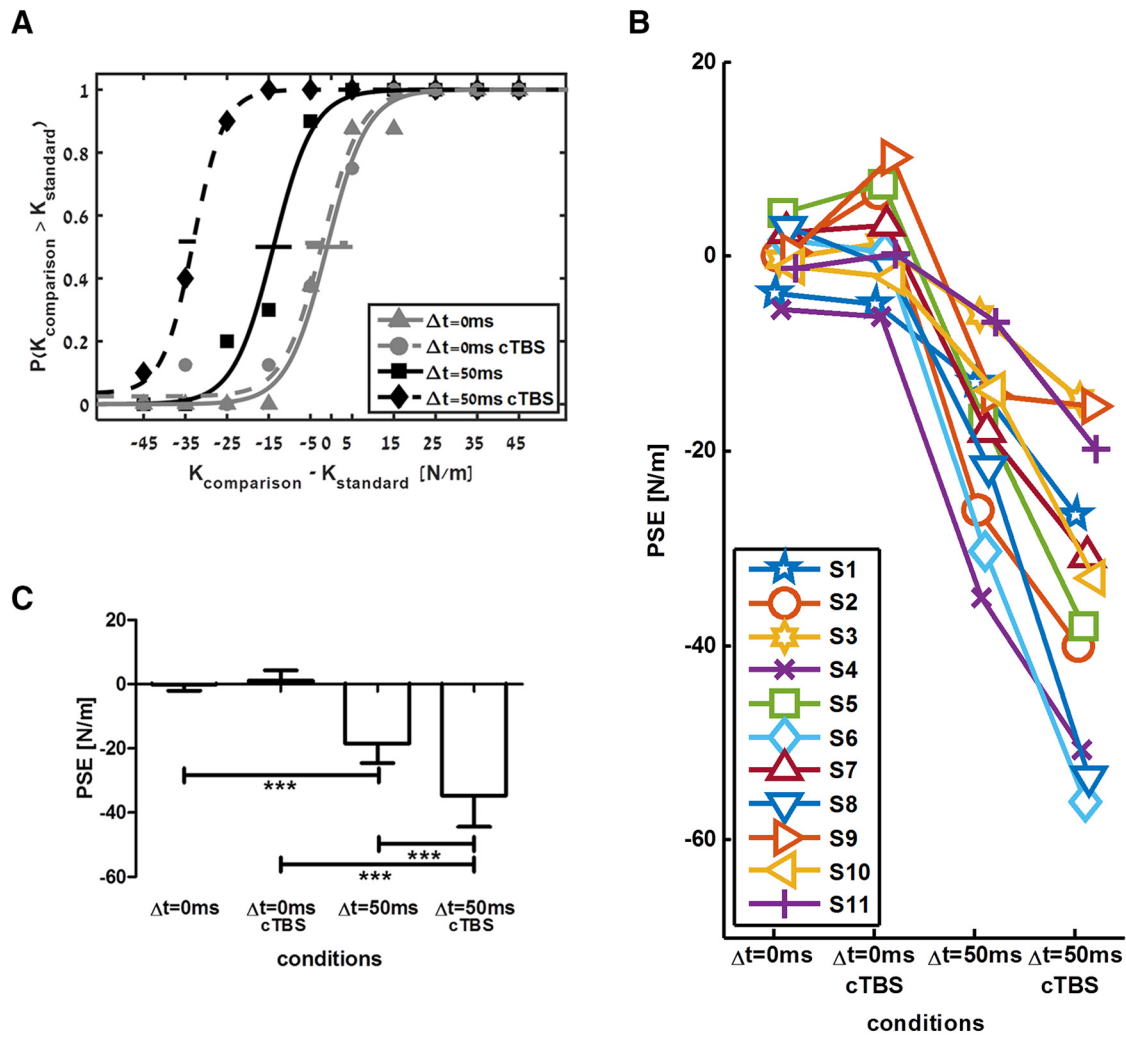 A
P(Kcomparison > Kstandard)
1
0.8
0.6
0.4
0.2
0
-45 -35 -25 -15 -5 0 5 15 25 35 45
Kcomparison - Kstandard [N/m]
Δt=0ms
Δt=0ms cTBS
Δt=50ms
Δt=50ms cTBS
B
PSE [N/m]
20
0
-20
-40
-60
S1
S2
S3
S4
S5
S6
S7
S8
S9
S10
S11
Δt=0ms Δt=0ms Δt=50ms Δt=50ms
cTBS cTBS
conditions
C
PSE [N/m]
20
0
-20
-40
-60
***
***
***
Δt=0ms Δt=0ms Δt=50ms Δt=50ms
cTBS cTBS
conditions